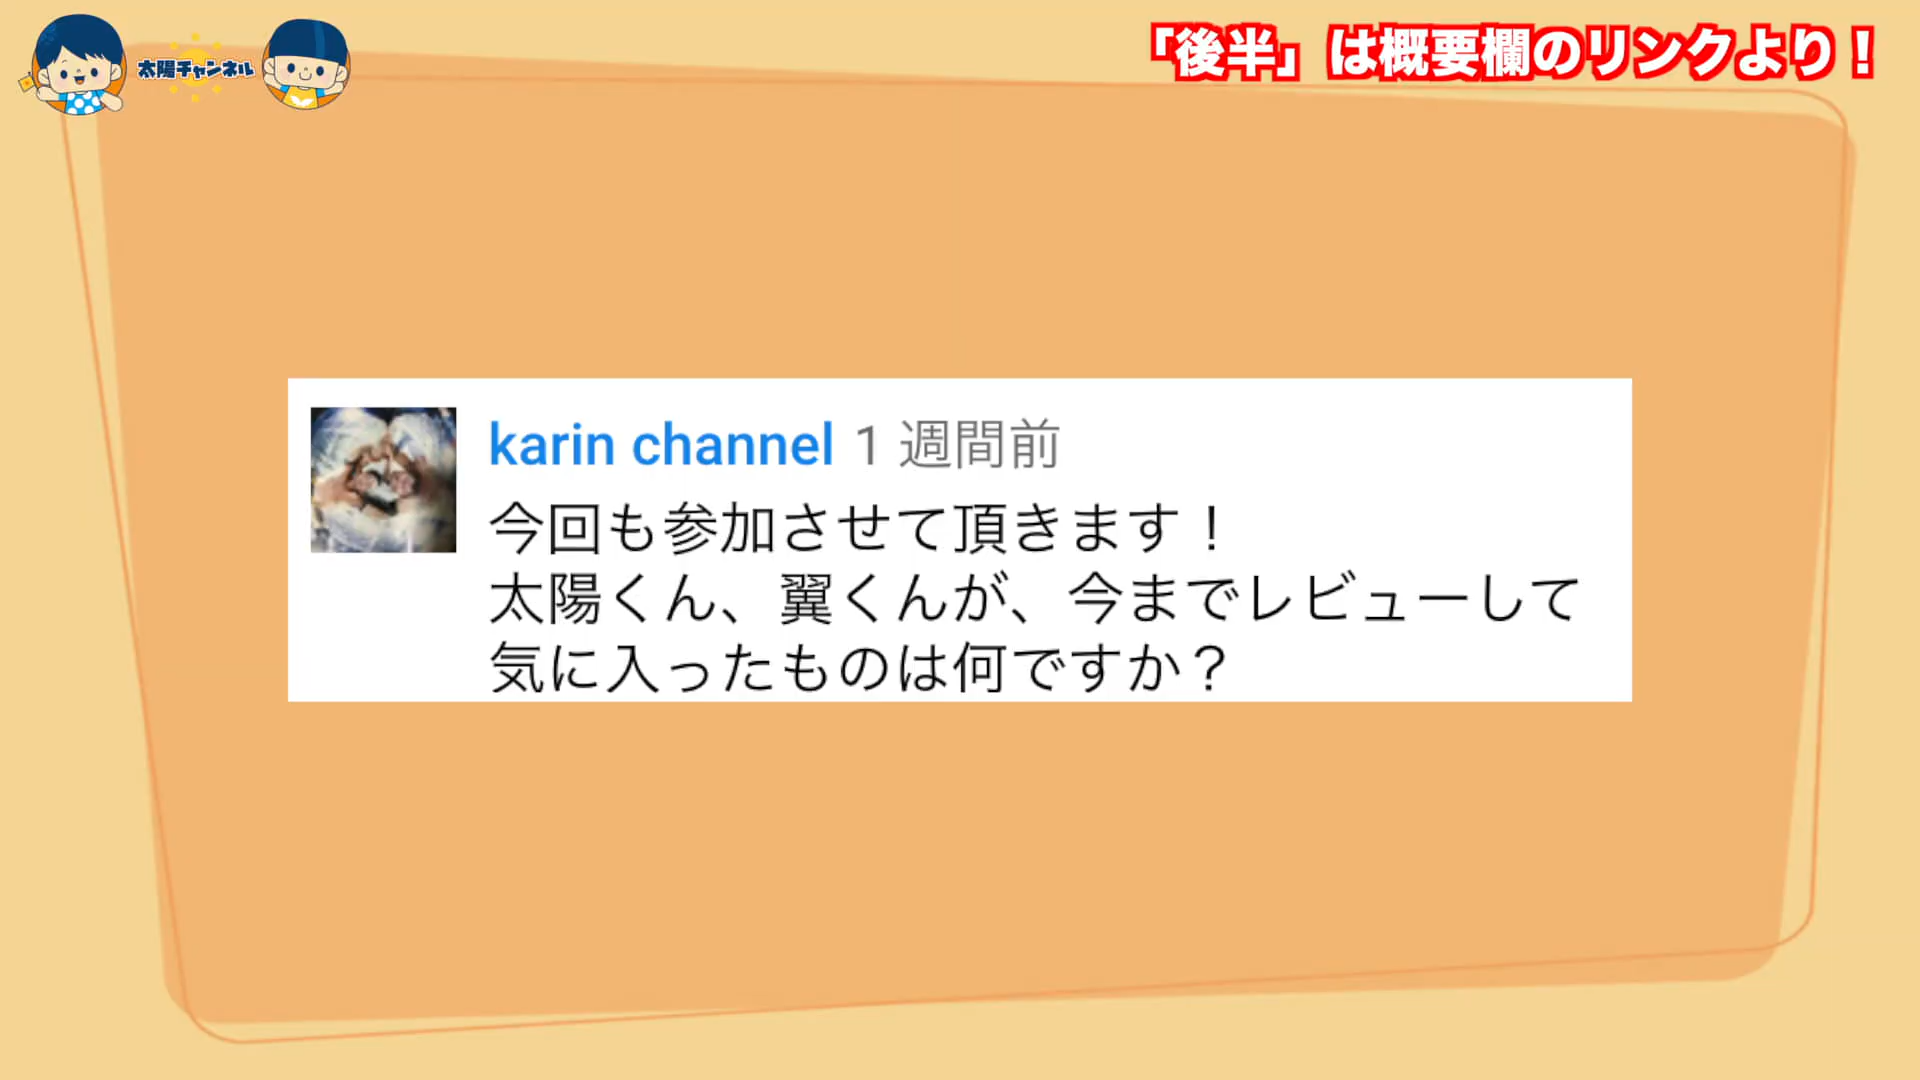 太陽チャンネル
「後半」は概要欄のリンクより！
karin channel 1 週間前
今回も参加させて頂きます！
太陽くん、翼くんが、今までレビューして
気に入ったものは何ですか？